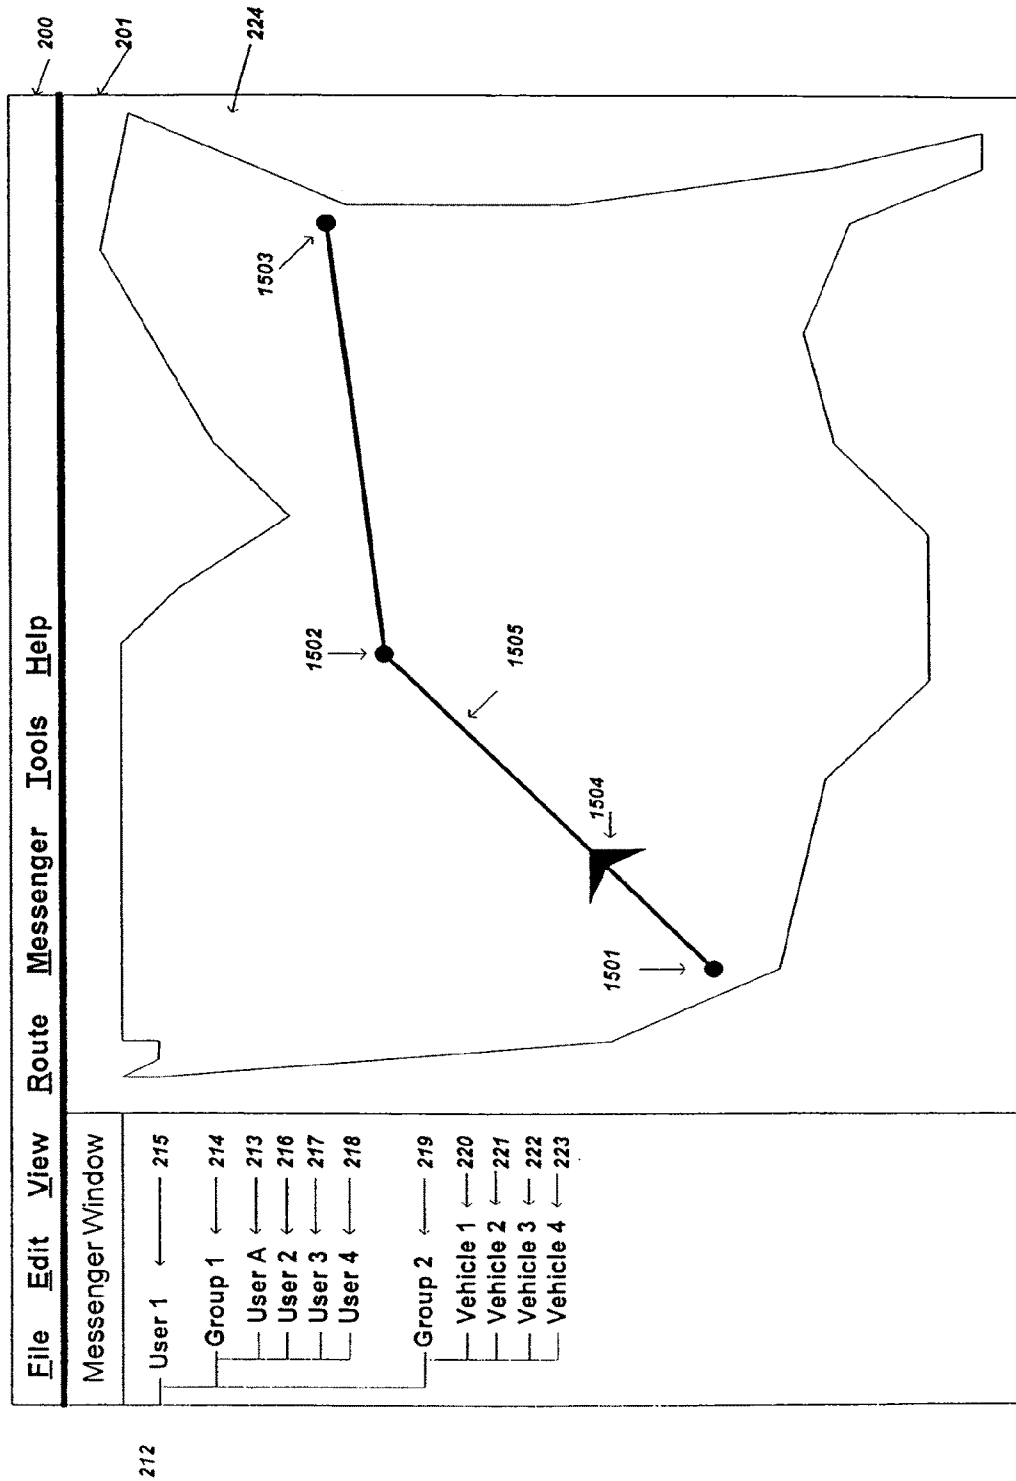 File Edit View Route Messenger Tools Help
200
201
224
Messenger Window
212
User 1 215
Group 1 214
User A 213
User 2 216
User 3 217
User 4 218
Group 2 219
Vehicle 1 220
Vehicle 2 221
Vehicle 3 222
Vehicle 4 223
1503
1502
1505
1504
1501